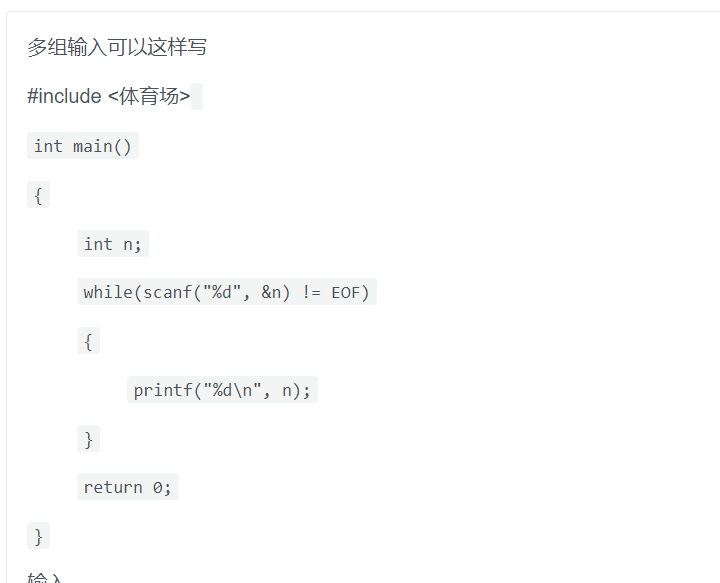 多组输入可以这样写
#include <体育场>
int main()
{
int n;
while(scanf("%d", &n) != EOF)
{
printf("%d\n", n);
}
return 0;
}
输入